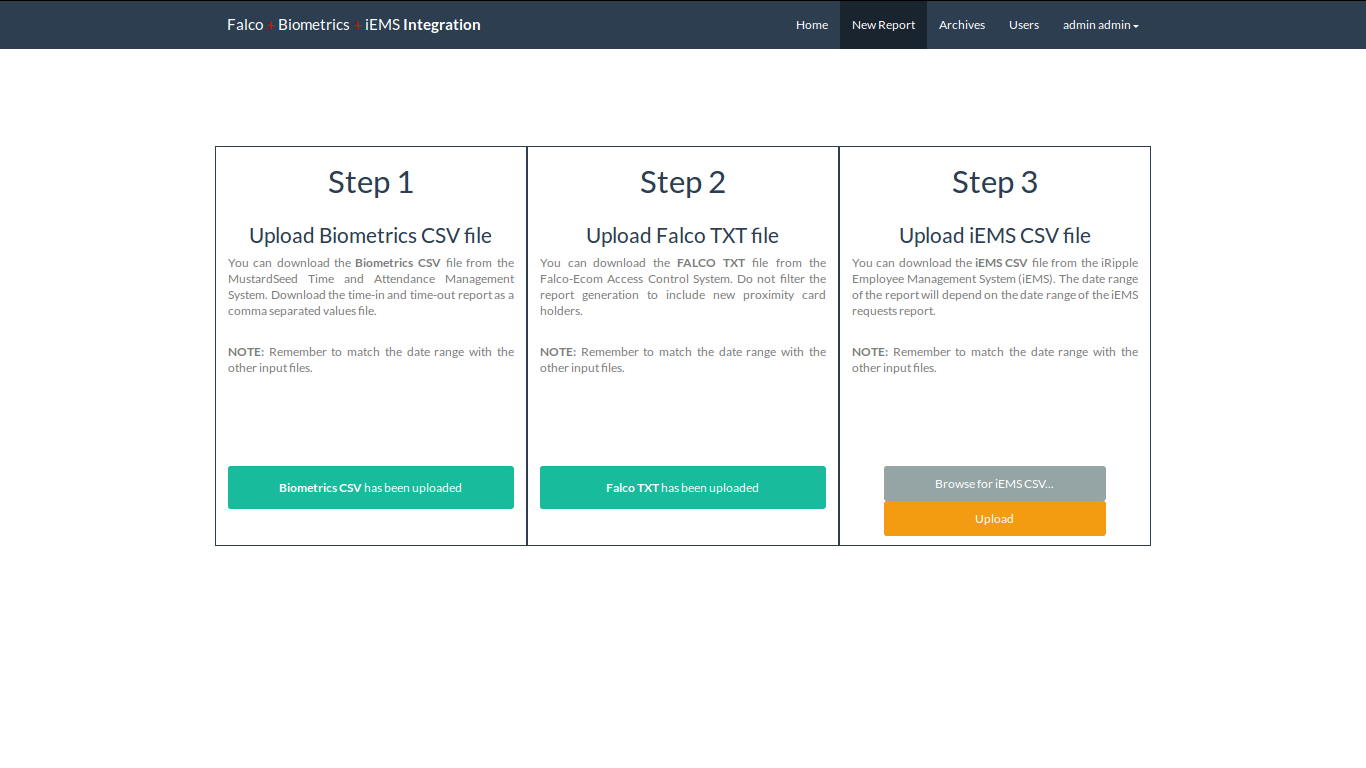 Falco + Biometrics + iEMS Integration
Home New Report Archives Users admin admin
Step 1
Upload Biometrics CSV file
You can download the Biometrics CSV file from the
MustardSeed Time and Attendance Management
System. Download the time-in and time-out report as a
comma separated values file.
NOTE: Remember to match the date range with the
other input files.
Biometrics CSV has been uploaded
Step 2
Upload Falco TXT file
You can download the FALCO TXT file from the
Falco-Ecom Access Control System. Do not filter the
report generation to include new proximity card
holders.
NOTE: Remember to match the date range with the
other input files.
Falco TXT has been uploaded
Step 3
Upload iEMS CSV file
You can download the iEMS CSV file from the iRipple
Employee Management System (iEMS). The date range
of the report will depend on the date range of the iEMS
requests report.
NOTE: Remember to match the date range with the
other input files.
Browse for iEMS CSV...
Upload